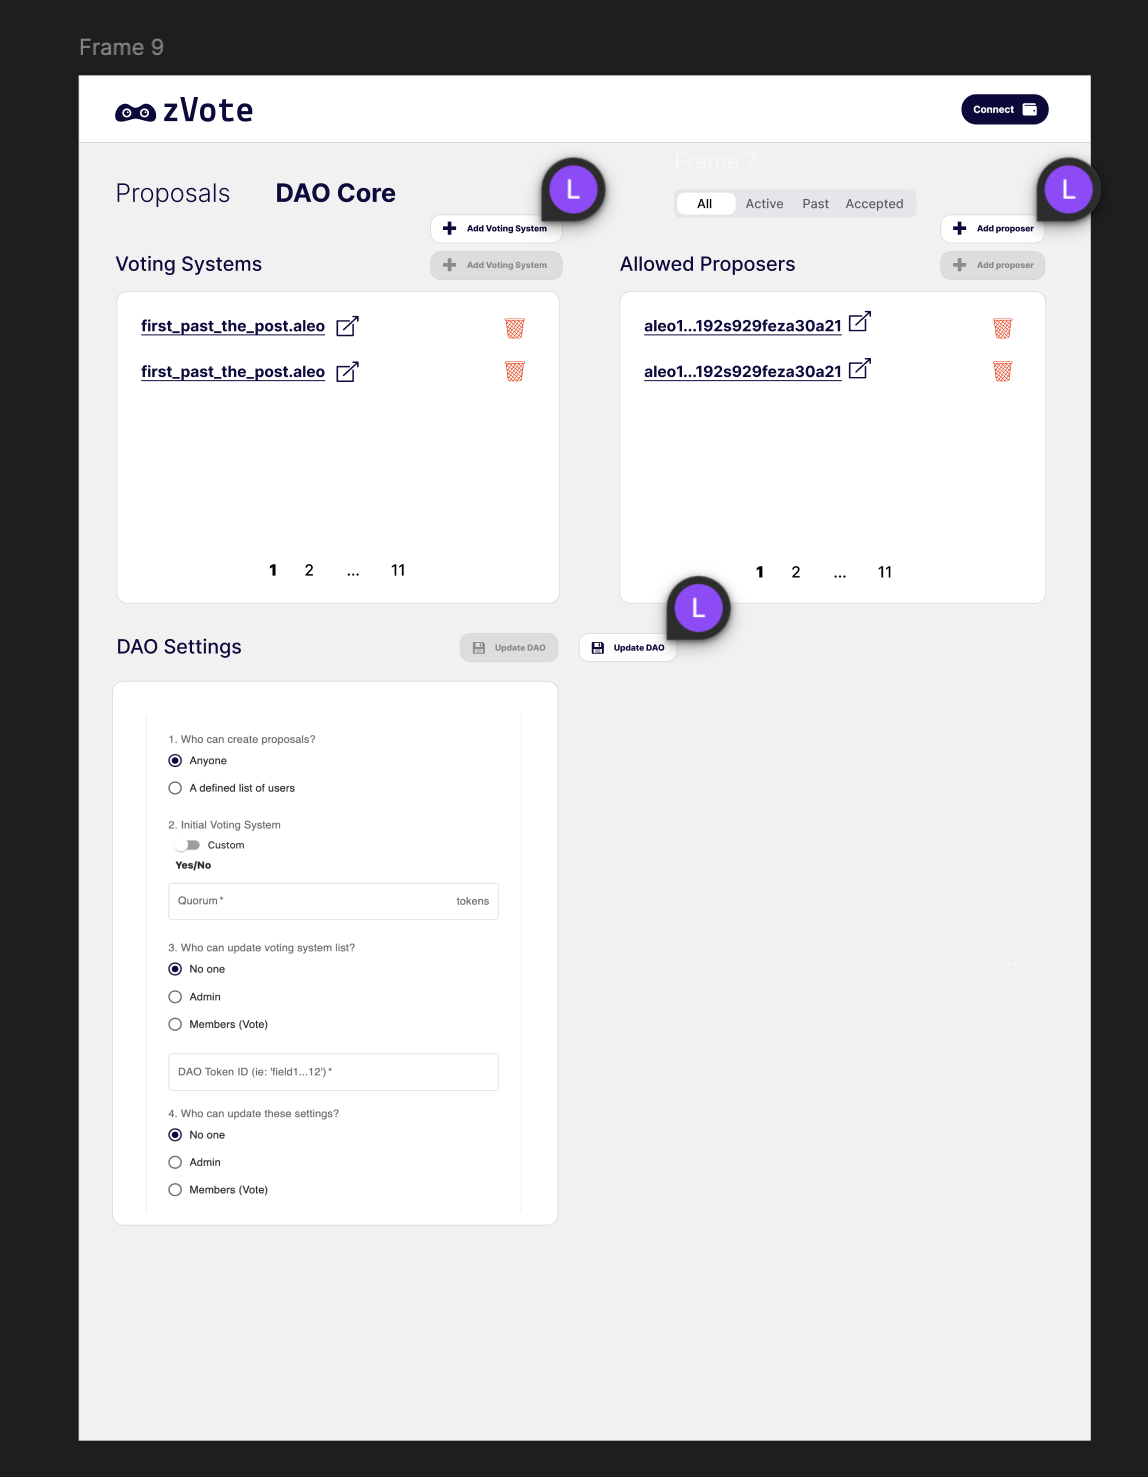 Frame 9
zVote
Connect
Frame 7
Proposals
DAO Core
L
L
All
Active
Past
Accepted
Add Voting System
Add proposer
Voting Systems
Add Voting System
Allowed Proposers
Add proposer
first_past_the_post.aleo
aleo1...192s929feza30a21
first_past_the_post.aleo
aleo1...192s929feza30a21
1 2 ... 11
1 2 ... 11
L
DAO Settings
Update DAO
Update DAO
1. Who can create proposals?
Anyone
A defined list of users
2. Initial Voting System
Custom
Yes/No
Quorum *
tokens
3. Who can update voting system list?
No one
Admin
Members (Vote)
DAO Token ID (ie: 'field1...12') *
4. Who can update these settings?
No one
Admin
Members (Vote)
...